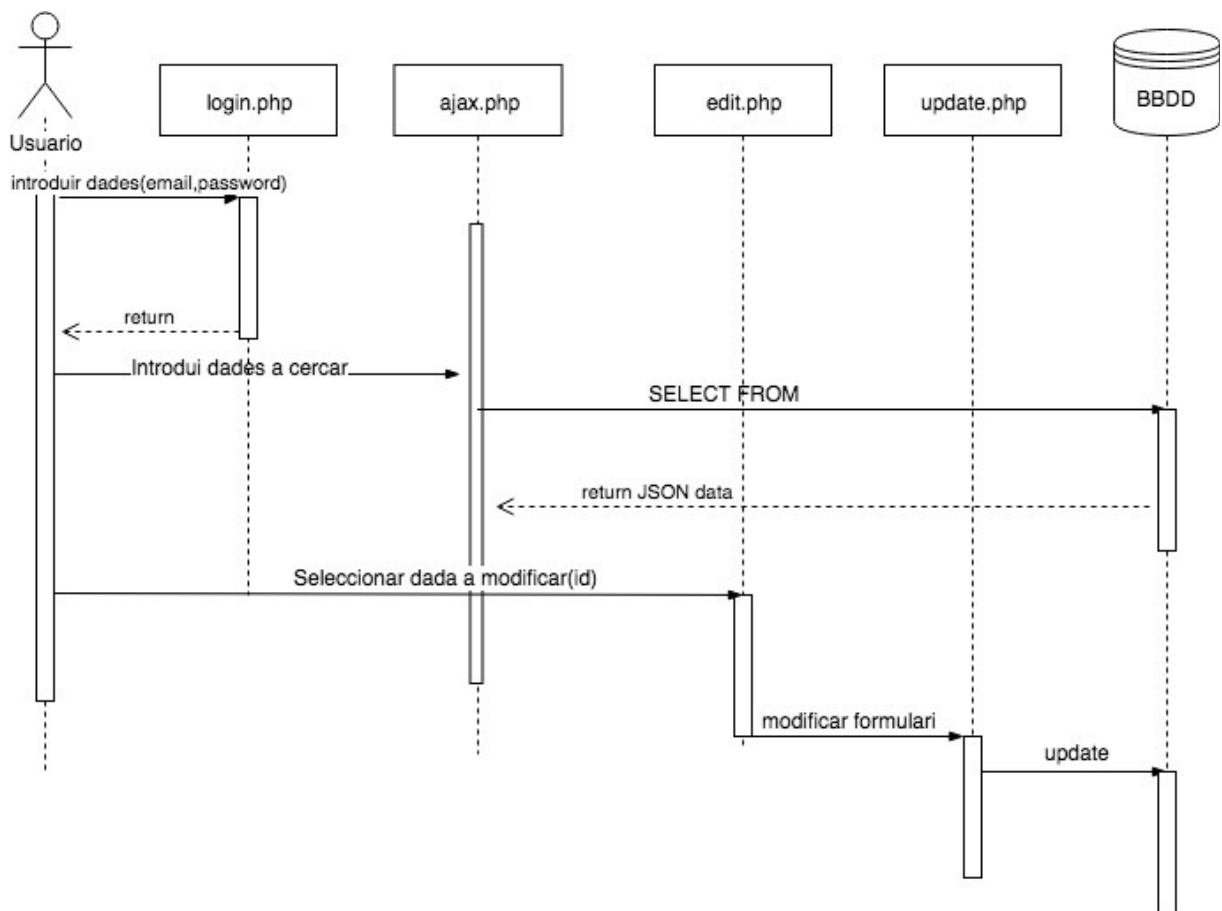 login.php
ajax.php
edit.php
update.php
BBDD
Usuario
introduir dades(email,password)
return
Introdui dades a cercar
SELECT FROM
return JSON data
Seleccionar dada a modificar(id)
modificar formulari
update